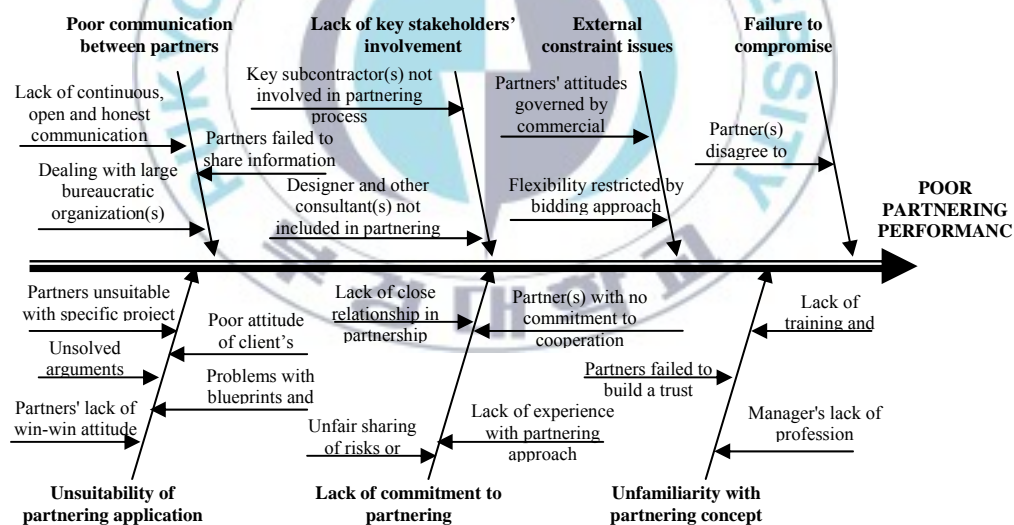 Poor communication
between partners
Lack of key stakeholders'
involvement
External
constraint issues
Failure to
compromise
Lack of continuous,
open and honest
communication
Partners failed to
share information
Dealing with large
bureaucratic
organization(s)
Key subcontractor(s) not
involved in partnering
process
Designer and other
consultant(s) not
included in partnering
Partners' attitudes
governed by
commercial
Flexibility restricted by
bidding approach
Partner(s)
disagree to
POOR
PARTNERING
PERFORMANC
Partners unsuitable
with specific project
Poor attitude
of client's
Unsolved
arguments
Problems with
blueprints and
Partners' lack of
win-win attitude
Lack of close
relationship in
partnership
Partner(s) with no
commitment to
cooperation
Unfair sharing
of risks or
Lack of experience
with partnering
approach
Lack of
training and
Partners failed to
build a trust
Manager's lack of
profession
Unsuitability of
partnering application
Lack of commitment to
partnering
Unfamiliarity with
partnering concept
PUKYO
ERSITY
대학교